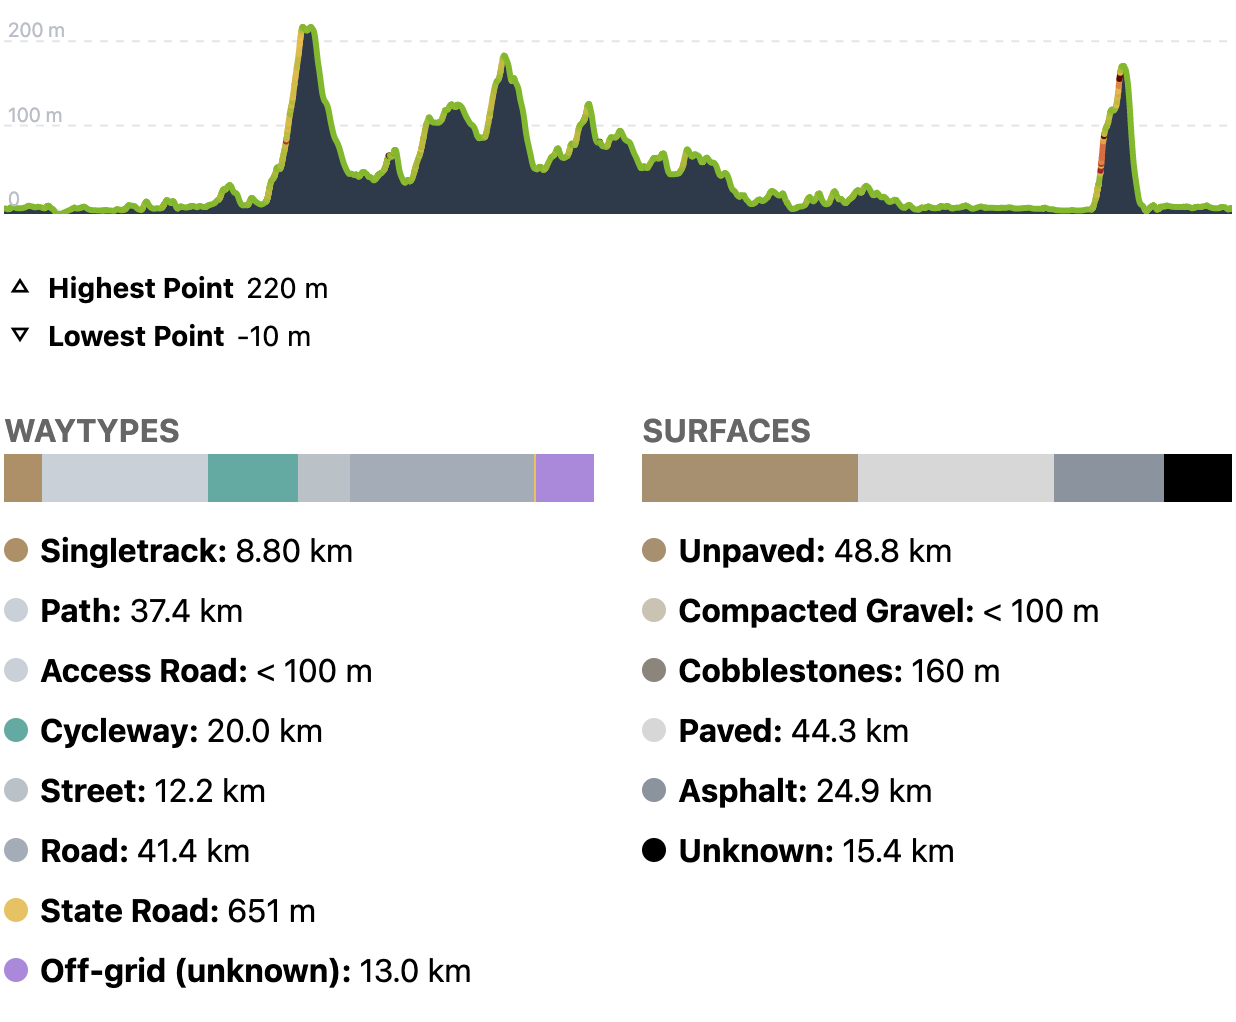 200 m
100 m
0
Highest Point 220 m
Lowest Point -10 m
WAYTYPES
Singletrack: 8.80 km
Path: 37.4 km
Access Road: < 100 m
Cycleway: 20.0 km
Street: 12.2 km
Road: 41.4 km
State Road: 651 m
Off-grid (unknown): 13.0 km
SURFACES
Unpaved: 48.8 km
Compacted Gravel: < 100 m
Cobblestones: 160 m
Paved: 44.3 km
Asphalt: 24.9 km
Unknown: 15.4 km